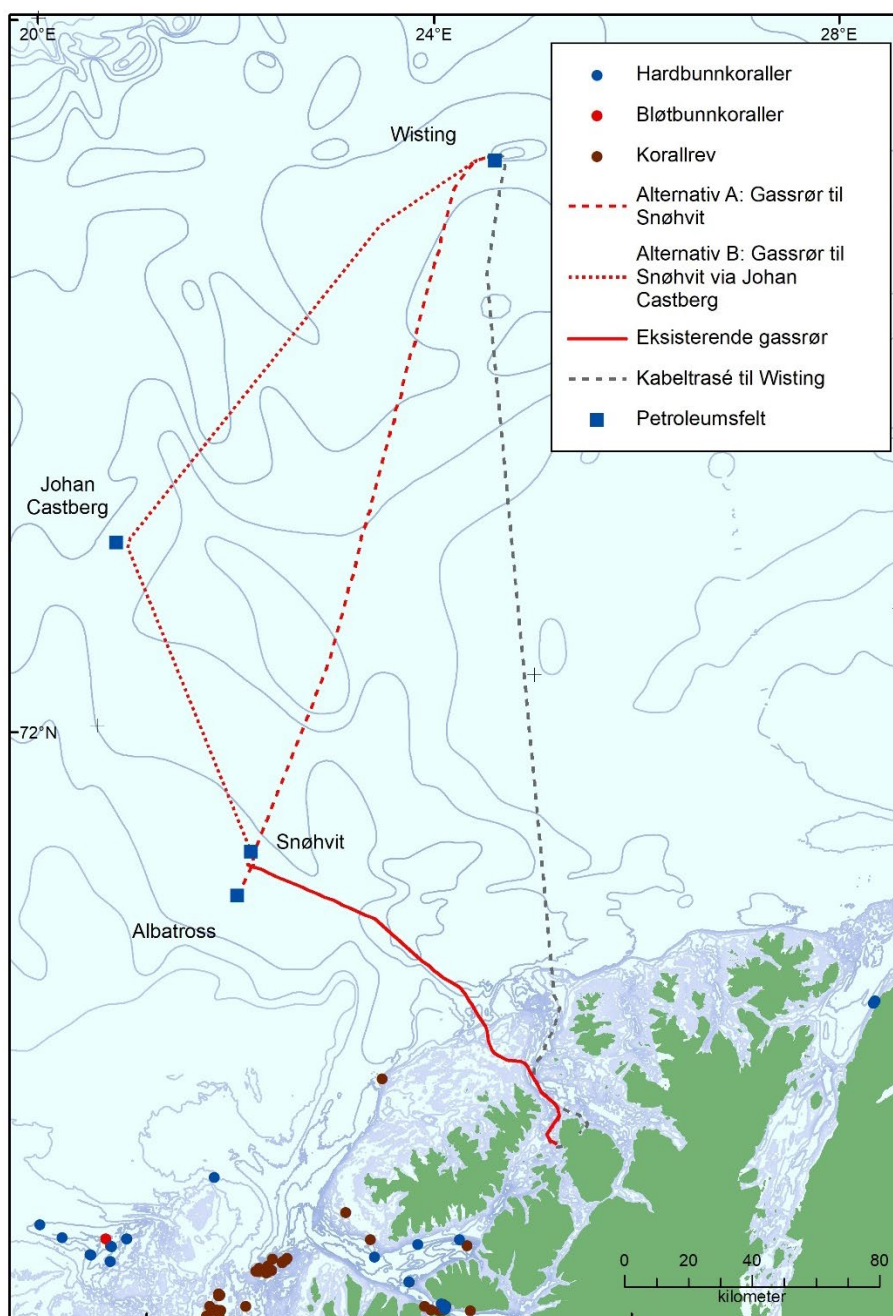 20°E
24°E
28°E
Hardbunnkoraller
Bløtbunnkoraller
Korallrev
Alternativ A: Gassrør til
Snøhvit
Alternativ B: Gassrør til
Snøhvit via Johan
Castberg
Eksisterende gassrør
Kabeltrasé til Wisting
Petroleumsfelt
Wisting
Johan
Castberg
72°N
Snøhvit
Albatross
0 20 40 60 80
kilometer